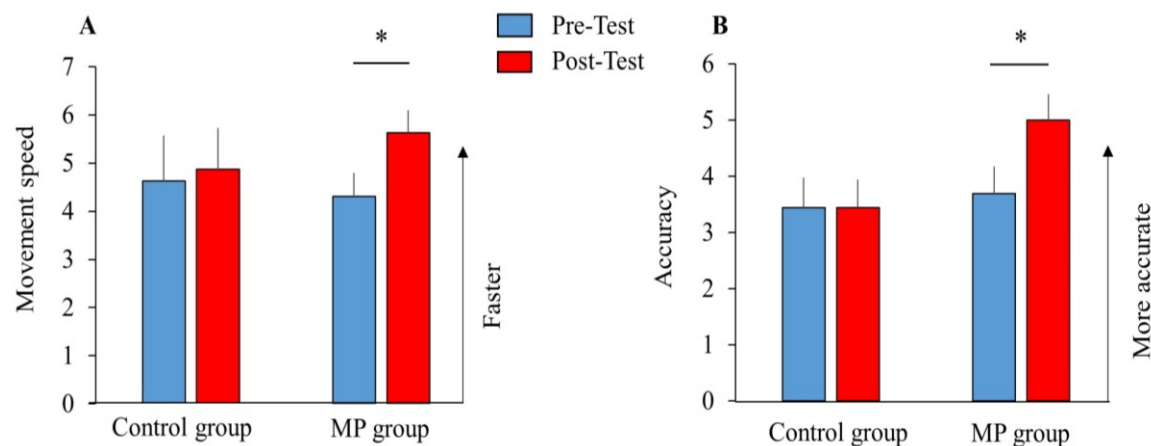 A
*
Pre-Test
Post-Test
B
*
7
6
5
4
3
2
1
0
Movement speed
Faster
Control group
MP group
6
5
4
3
2
1
0
Accuracy
More accurate
Control group
MP group